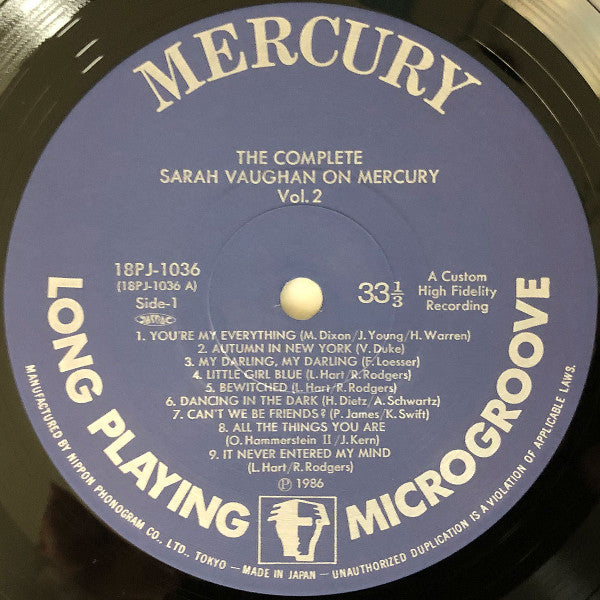 MERCURY
THE COMPLETE
SARAH VAUGHAN ON MERCURY
Vol. 2
18PJ-1036
(18PJ-1036 A)
Side-1
33 1/3
A Custom
High Fidelity
Recording
1. YOU'RE MY EVERYTHING (M. Dixon/J. Young/H. Warren)
2. AUTUMN IN NEW YORK (V. Duke)
3. MY DARLING, MY DARLING (F. Loesser)
4. LITTLE GIRL BLUE (L. Hart/R. Rodgers)
5. BEWITCHED (L. Hart/R. Rodgers)
6. DANCING IN THE DARK (H. Dietz/A. Schwartz)
7. CAN'T WE BE FRIENDS? (P. James/K. Swift)
8. ALL THE THINGS YOU ARE
(O. Hammerstein II/J. Kern)
9. IT NEVER ENTERED MY MIND
(L. Hart/R. Rodgers)
Ⓟ 1986
LONG PLAYING MICROGROOVE
MANUFACTURED BY NIPPON PHONOGRAM CO., LTD., TOKYO — MADE IN JAPAN — UNAUTHORIZED DUPLICATION IS A VIOLATION OF APPLICABLE LAWS.